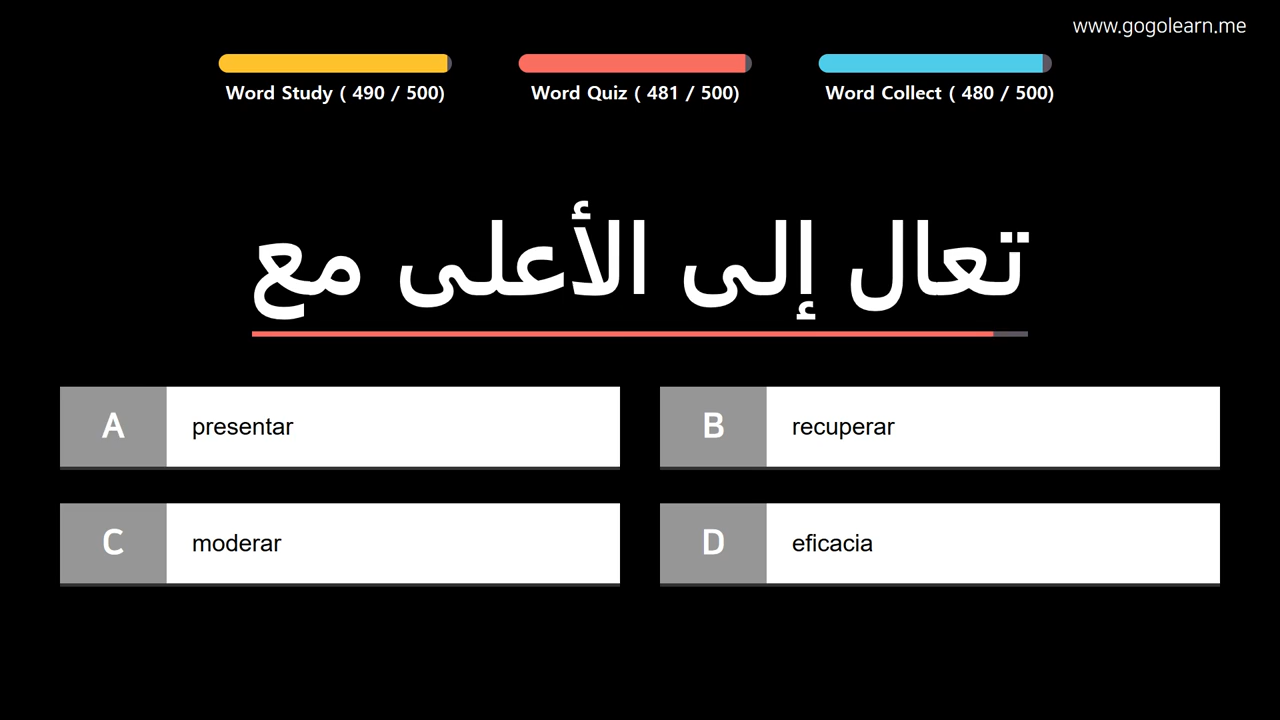 www.gogolearn.me
Word Study ( 490 / 500)
Word Quiz ( 481 / 500)
Word Collect ( 480 / 500)
تعال إلى الأعلى مع
A presentar
B recuperar
C moderar
D eficacia